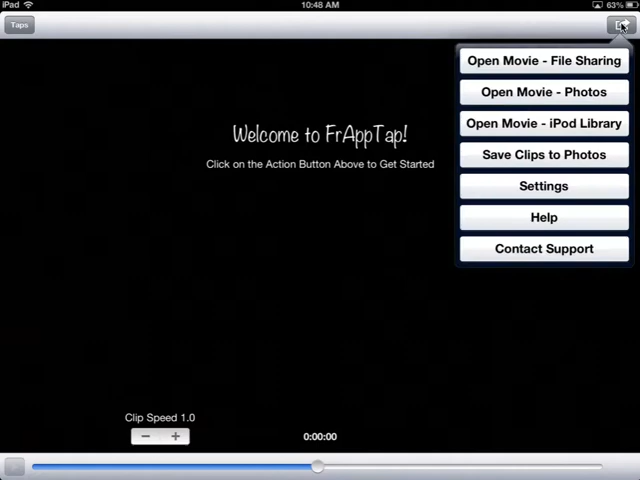 iPad 10:48 AM 63%
Taps
Open Movie - File Sharing
Open Movie - Photos
Open Movie - iPod Library
Save Clips to Photos
Settings
Help
Contact Support
Welcome to FrAppTap!
Click on the Action Button Above to Get Started
Clip Speed 1.0
− +
0:00:00